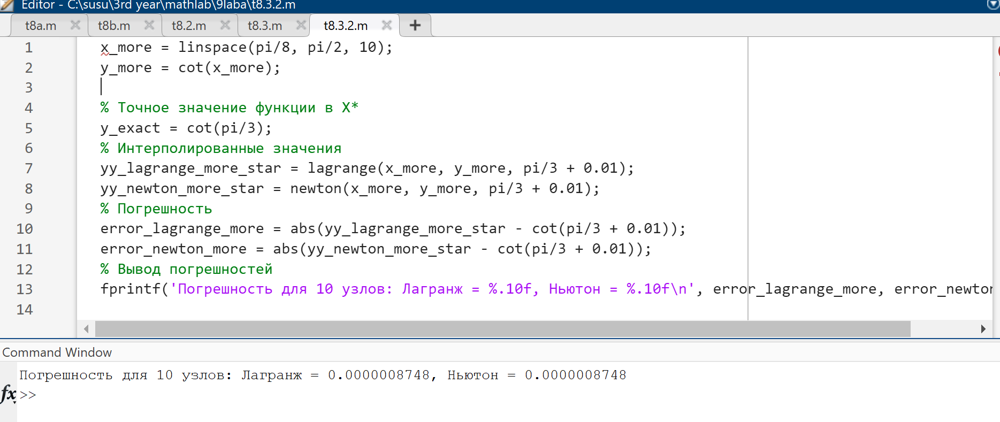 Editor - C:\susu\3rd year\mathlab\9laba\t8.3.2.m
t8a.m t8b.m t8.2.m t8.3.m t8.3.2.m +
1 x_more = linspace(pi/8, pi/2, 10);
2 y_more = cot(x_more);
3
4 % Точное значение функции в X*
5 y_exact = cot(pi/3);
6 % Интерполированные значения
7 yy_lagrange_more_star = lagrange(x_more, y_more, pi/3 + 0.01);
8 yy_newton_more_star = newton(x_more, y_more, pi/3 + 0.01);
9 % Погрешность
10 error_lagrange_more = abs(yy_lagrange_more_star - cot(pi/3 + 0.01));
11 error_newton_more = abs(yy_newton_more_star - cot(pi/3 + 0.01));
12 % Вывод погрешностей
13 fprintf('Погрешность для 10 узлов: Лагранж = %.10f, Ньютон = %.10f\n', error_lagrange_more, error_newton
14
Command Window
Погрешность для 10 узлов: Лагранж = 0.0000008748, Ньютон = 0.0000008748
fx >>